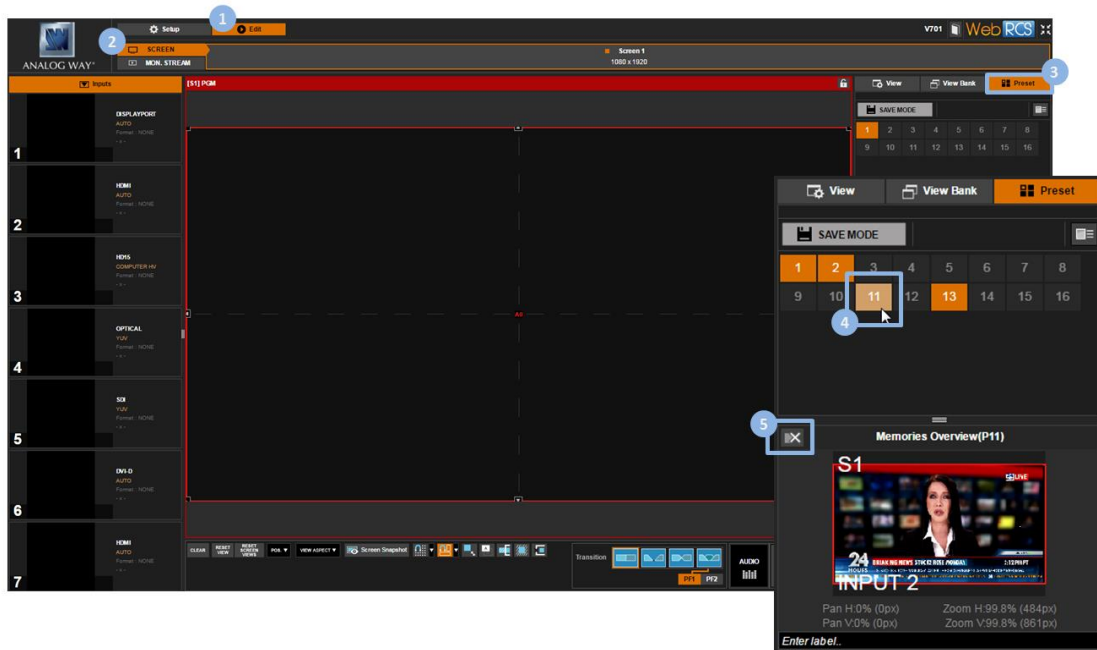 1
Setup
Edit
V701
WebRCS
2
SCREEN
MON. STREAM
Screen 1
1080 x 1920
ANALOG WAY®
3
Inputs
[S1] PGM
View
View Bank
Preset
SAVE MODE
1 2 3 4 5 6 7 8
9 10 11 12 13 14 15 16
DISPLAYPORT
AUTO
Format : NONE
1
HDMI
AUTO
Format : NONE
2
HD15
COMPUTER HV
Format : NONE
3
OPTICAL
YUV
Format : NONE
4
SDI
YUV
Format : NONE
5
DVI-D
AUTO
Format : NONE
6
HDMI
AUTO
Format : NONE
7
All
CLEAR
RESET VIEW
RESET SCREEN VIEWS
POS.
VIEW ASPECT
Screen Snapshot
Transition
PF1
PF2
AUDIO
View
View Bank
Preset
SAVE MODE
1 2 3 4 5 6 7 8
9 10 11 12 13 14 15 16
4
5
Memories Overview(P11)
S1
LIVE
24
HOURS
BREAKING NEWS
INPUT 2
Pan H:0% (0px)
Zoom H:99.8% (484px)
Pan V:0% (0px)
Zoom V:99.8% (861px)
Enter label..